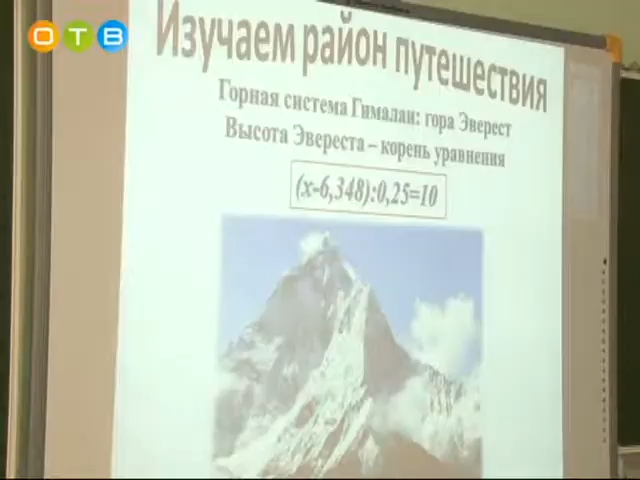 ОТВ
Изучаем район путешествия
Горная система Гималаи: гора Эверест
Высота Эвереста – корень уравнения
(х-6,348):0,25=10